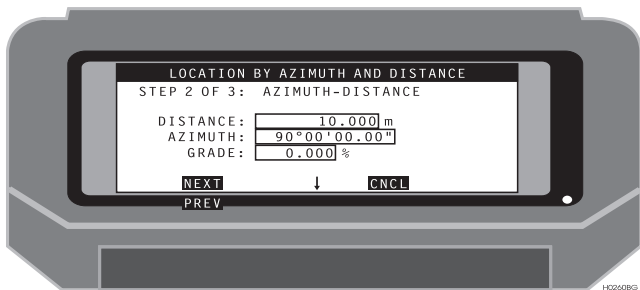 LOCATION BY AZIMUTH AND DISTANCE
STEP 2 OF 3: AZIMUTH-DISTANCE
DISTANCE: 10.000 m
AZIMUTH: 90°00'00.00"
GRADE: 0.000 %
NEXT ↓ CNCL
PREV
H0260BG